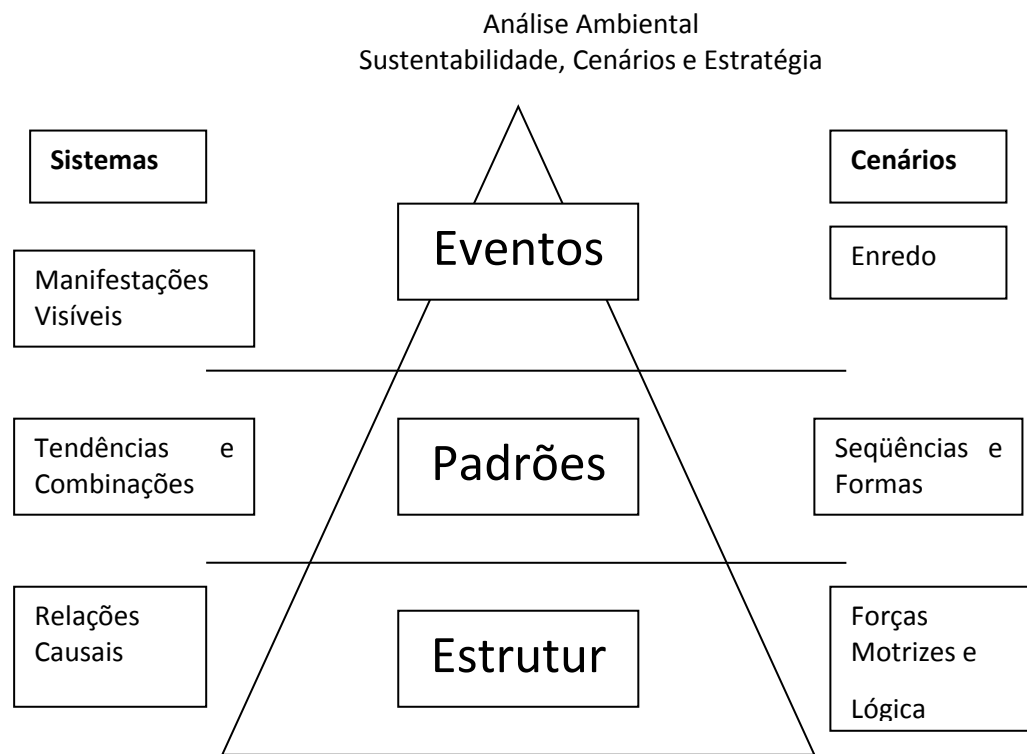 Análise Ambiental
Sustentabilidade, Cenários e Estratégia
Sistemas
Cenários
Eventos
Enredo
Manifestações
Visíveis
Tendências e
Combinações
Padrões
Seqüências e
Formas
Relações
Causais
Estrutur
Forças
Motrizes e
Lógica